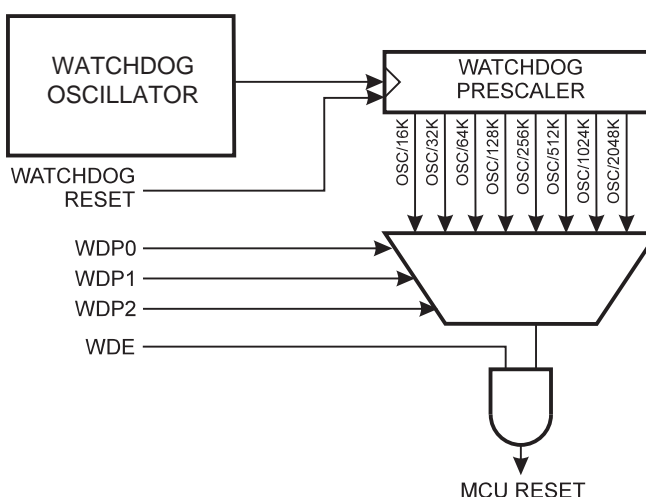 WATCHDOG
OSCILLATOR
WATCHDOG
PRESCALER
OSC/16K
OSC/32K
OSC/64K
OSC/128K
OSC/256K
OSC/512K
OSC/1024K
OSC/2048K
WATCHDOG
RESET
WDP0
WDP1
WDP2
WDE
MCU RESET